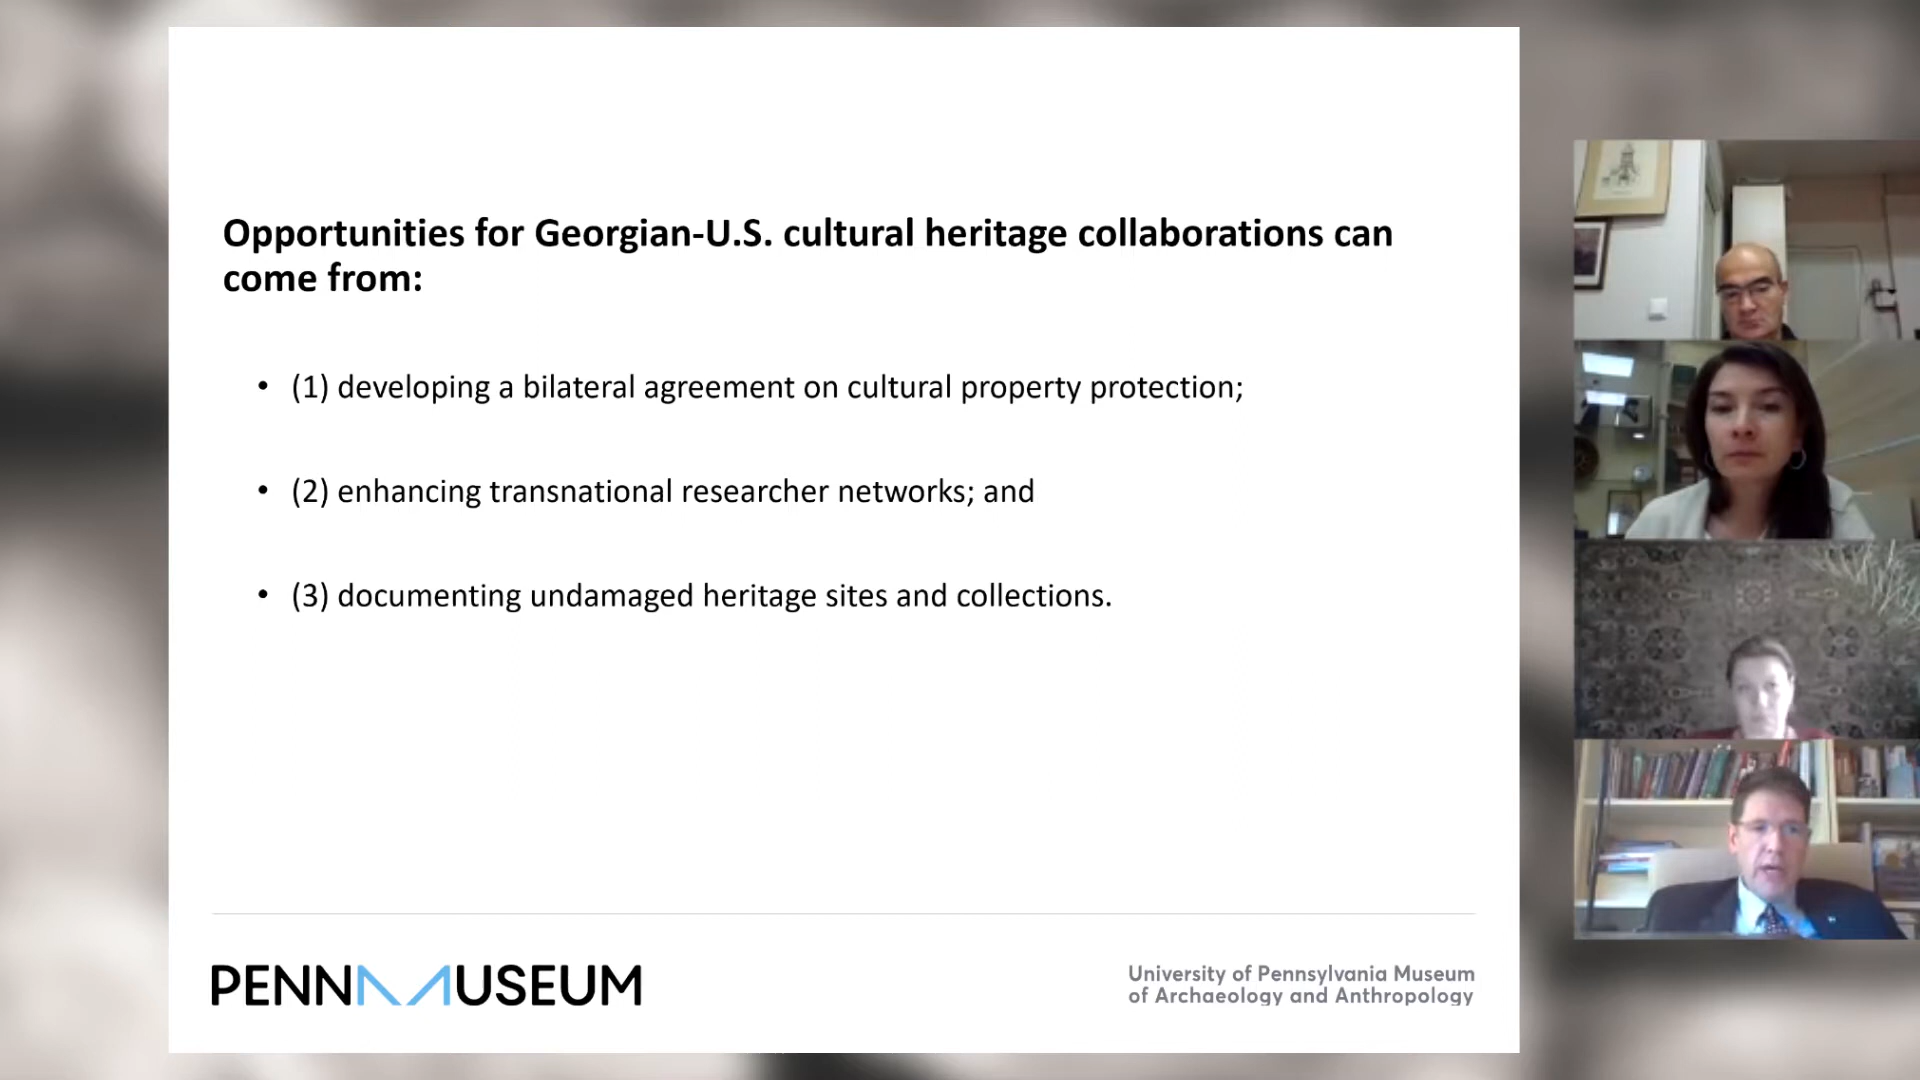 Opportunities for Georgian-U.S. cultural heritage collaborations can
come from:
• (1) developing a bilateral agreement on cultural property protection;
• (2) enhancing transnational researcher networks; and
• (3) documenting undamaged heritage sites and collections.
PENN MUSEUM
University of Pennsylvania Museum
of Archaeology and Anthropology